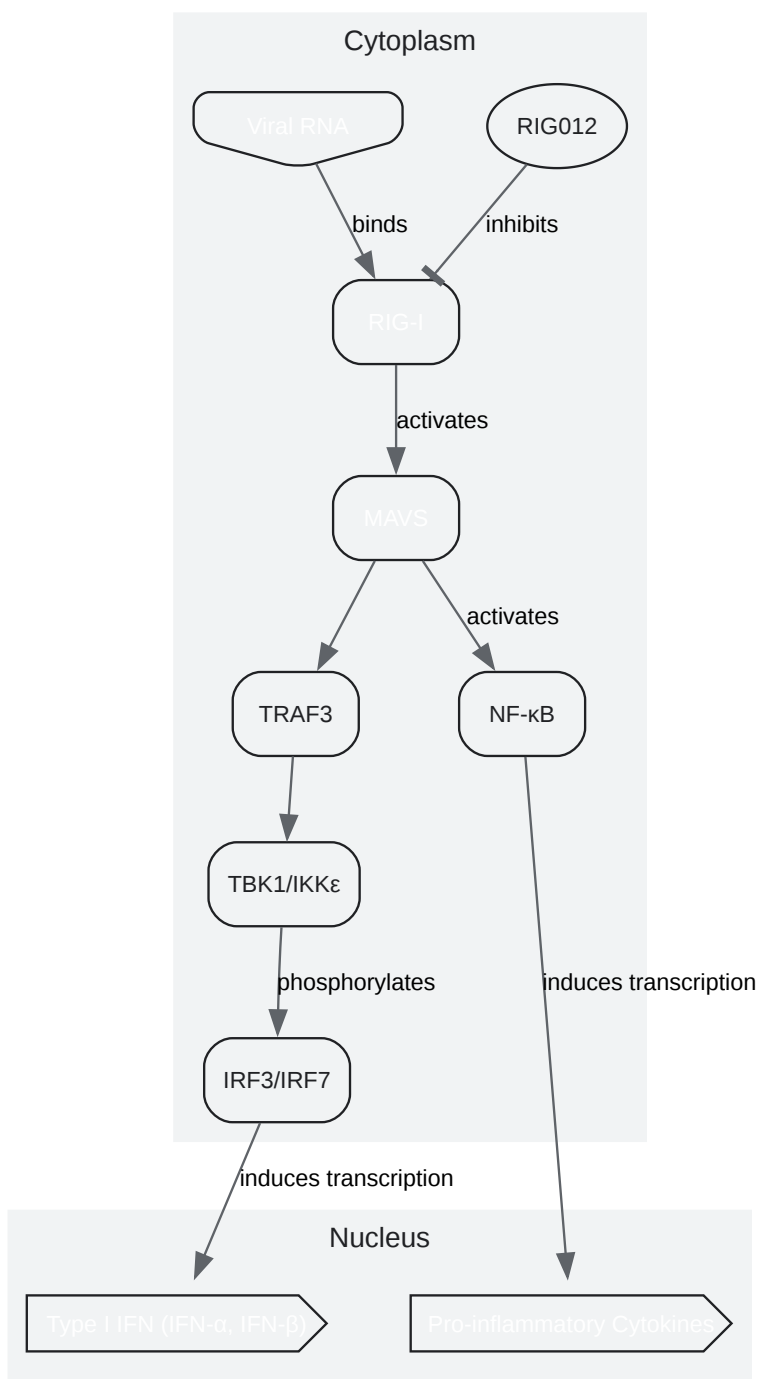 Cytoplasm
Viral RNA
RIG012
binds
inhibits
RIG-I
activates
MAVS
activates
TRAF3
NF-κB
TBK1/IKKε
phosphorylates
induces transcription
IRF3/IRF7
induces transcription
Nucleus
Type I IFN (IFN-α, IFN-β)
Pro-inflammatory Cytokines